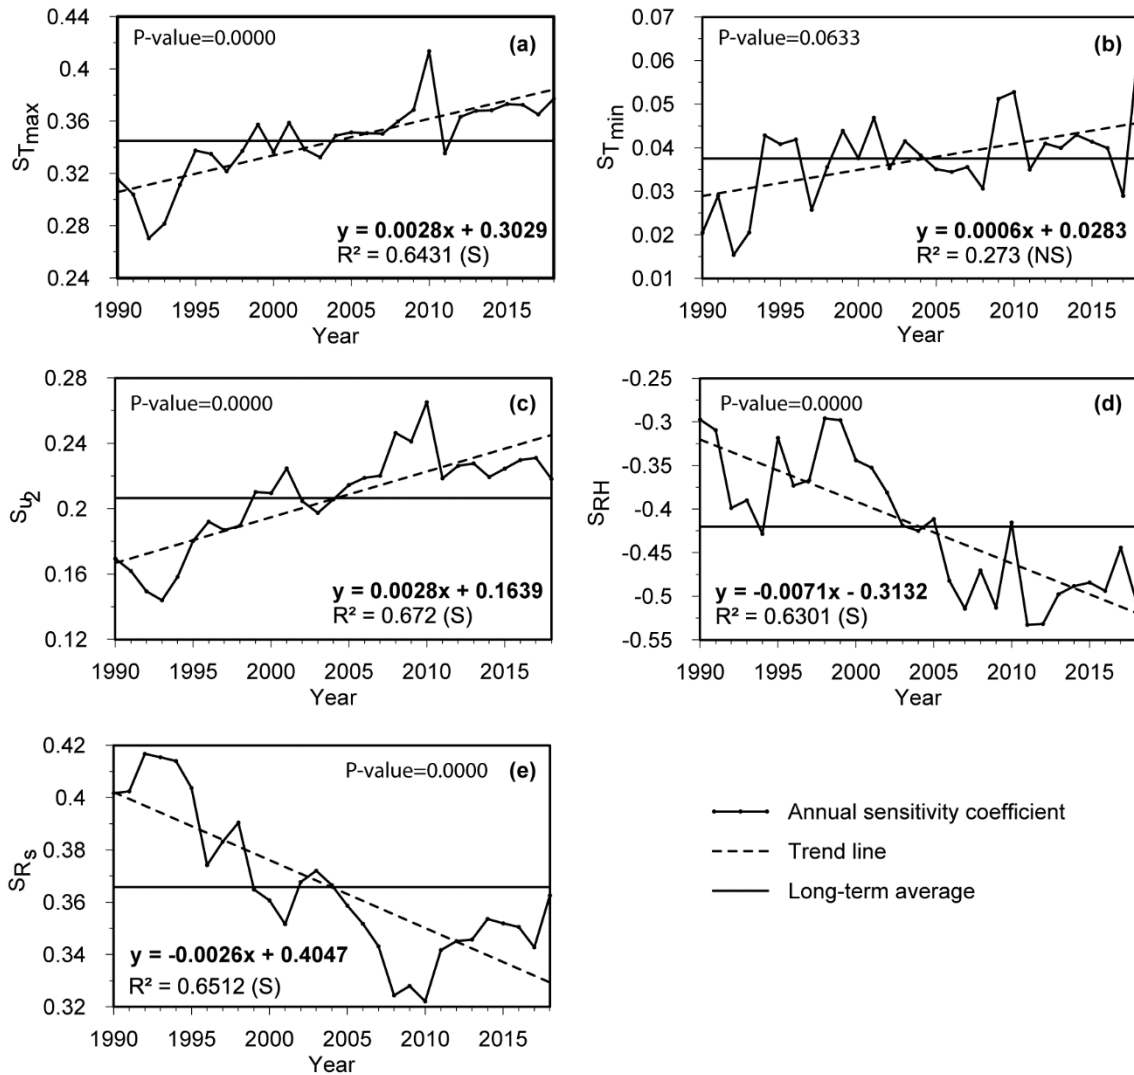 P-value=0.0000
(a)
0.44
0.4
0.36
0.32
0.28
0.24
S_Tmax
y = 0.0028x + 0.3029
R² = 0.6431 (S)
1990 1995 2000 2005 2010 2015
Year
P-value=0.0633
(b)
0.07
0.06
0.05
0.04
0.03
0.02
0.01
S_Tmin
y = 0.0006x + 0.0283
R² = 0.273 (NS)
1990 1995 2000 2005 2010 2015
Year
P-value=0.0000
(c)
0.28
0.24
0.2
0.16
0.12
S_u2
y = 0.0028x + 0.1639
R² = 0.672 (S)
1990 1995 2000 2005 2010 2015
Year
P-value=0.0000
(d)
-0.25
-0.3
-0.35
-0.4
-0.45
-0.5
-0.55
S_RH
y = -0.0071x - 0.3132
R² = 0.6301 (S)
1990 1995 2000 2005 2010 2015
Year
P-value=0.0000
(e)
0.42
0.4
0.38
0.36
0.34
0.32
S_Rs
y = -0.0026x + 0.4047
R² = 0.6512 (S)
1990 1995 2000 2005 2010 2015
Year
Annual sensitivity coefficient
Trend line
Long-term average